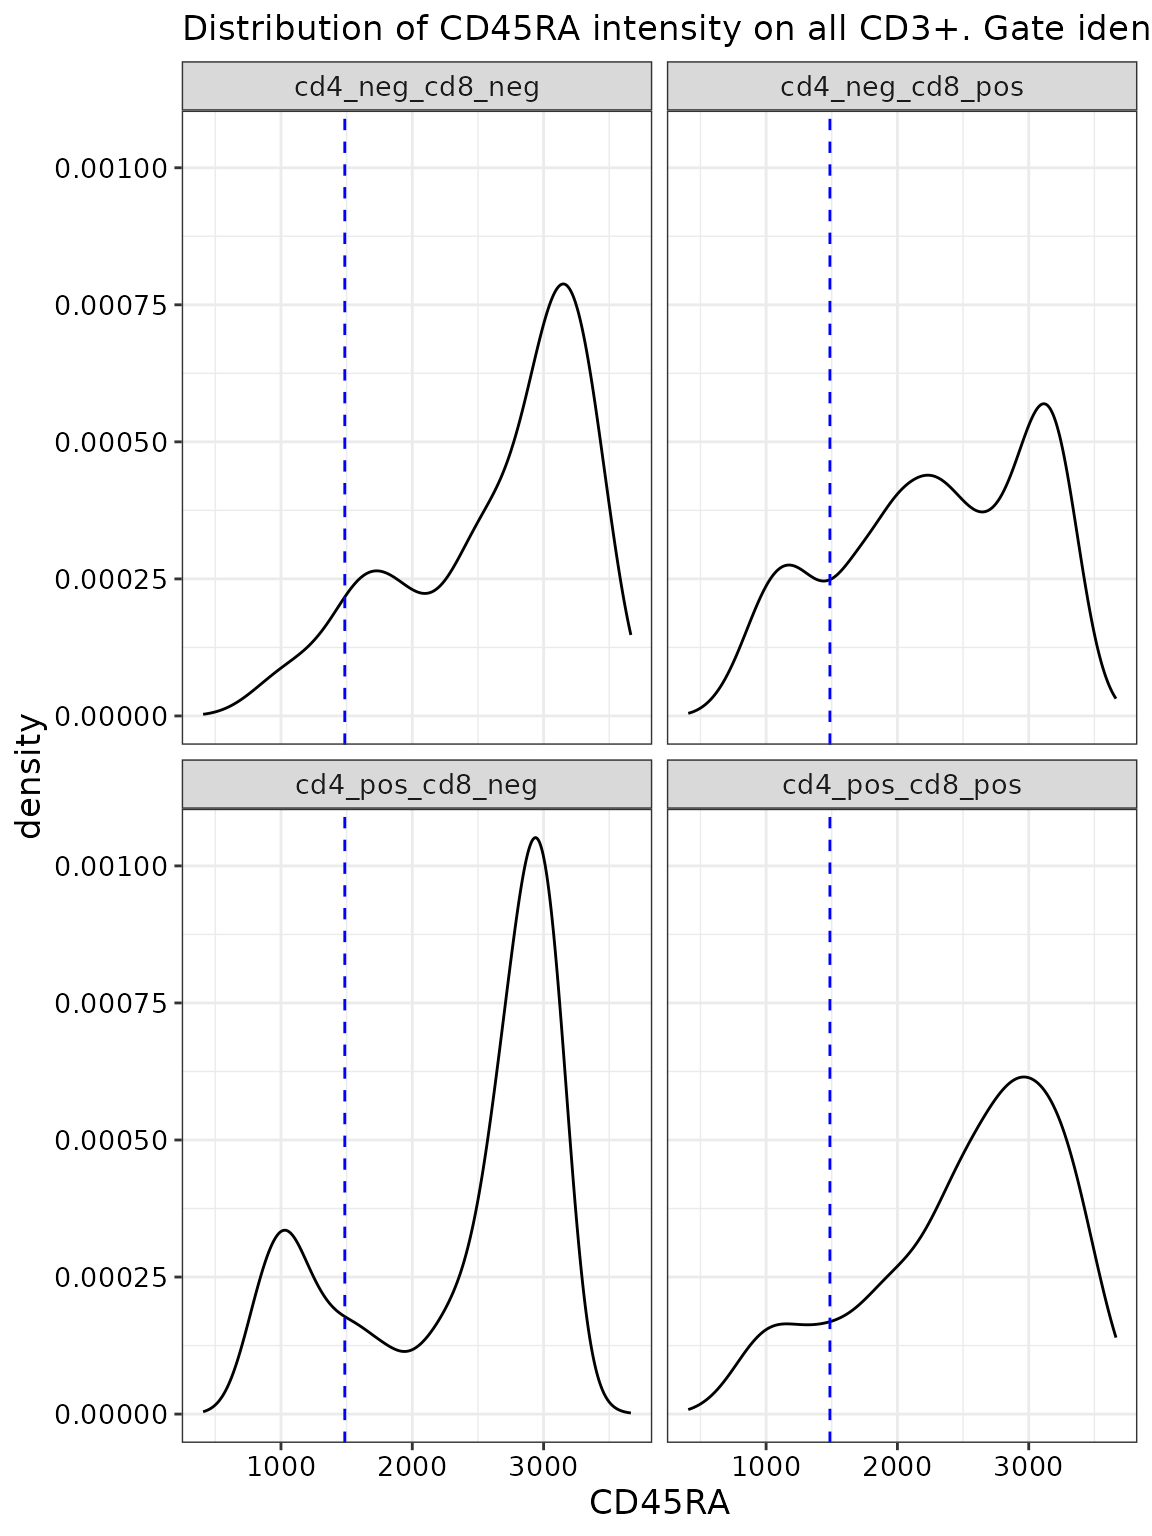 Distribution of CD45RA intensity on all CD3+. Gate iden
cd4_neg_cd8_neg
cd4_neg_cd8_pos
0.00100
0.00075
0.00050
0.00025
0.00000
density
cd4_pos_cd8_neg
cd4_pos_cd8_pos
0.00100
0.00075
0.00050
0.00025
0.00000
1000 2000 3000
1000 2000 3000
CD45RA